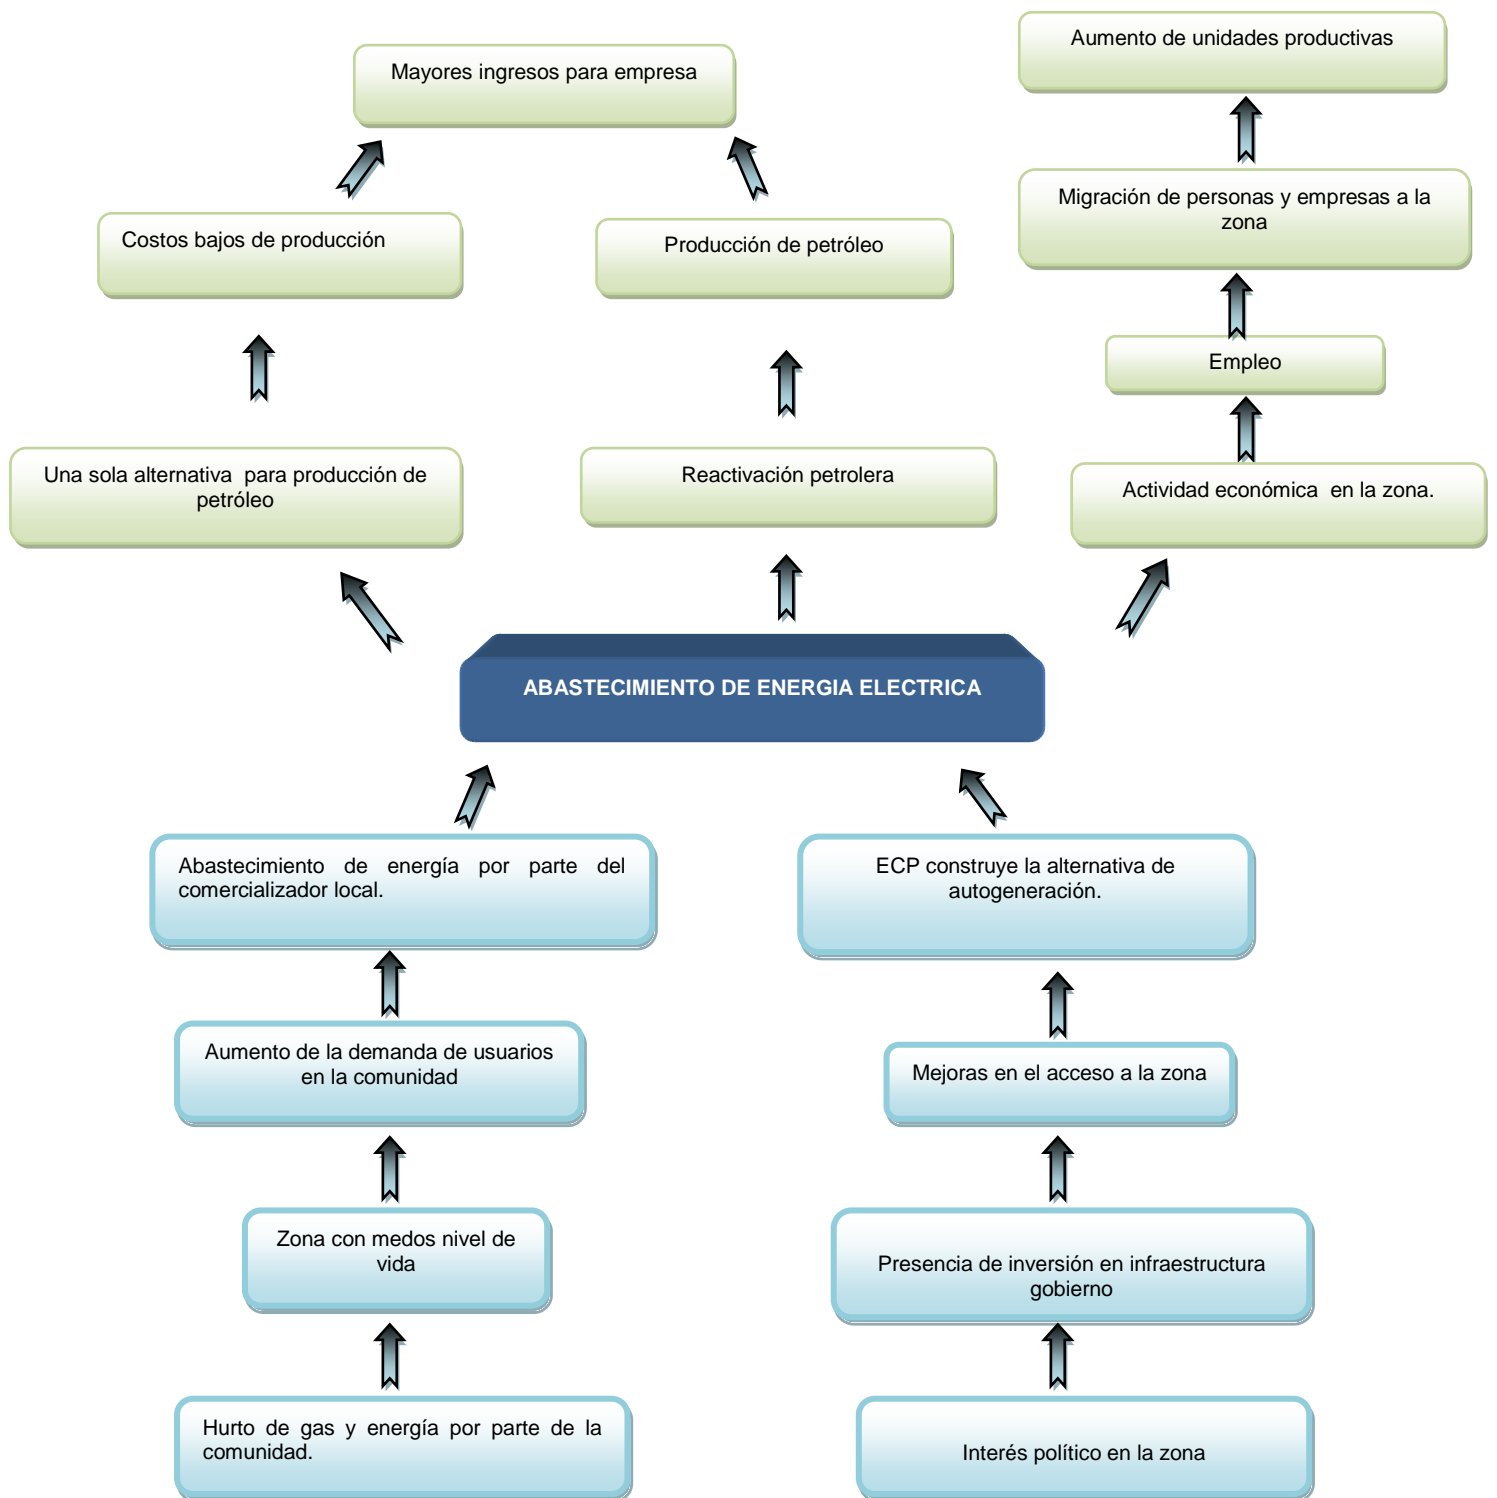 Aumento de unidades productivas
Mayores ingresos para empresa
Migración de personas y empresas a la
zona
Costos bajos de producción
Producción de petróleo
Empleo
Una sola alternativa para producción de
petróleo
Reactivación petrolera
Actividad económica en la zona.
ABASTECIMIENTO DE ENERGIA ELECTRICA
Abastecimiento de energía por parte del
comercializador local.
ECP construye la alternativa de
autogeneración.
Aumento de la demanda de usuarios
en la comunidad
Mejoras en el acceso a la zona
Zona con medos nivel de
vida
Presencia de inversión en infraestructura
gobierno
Hurto de gas y energía por parte de la
comunidad.
Interés político en la zona